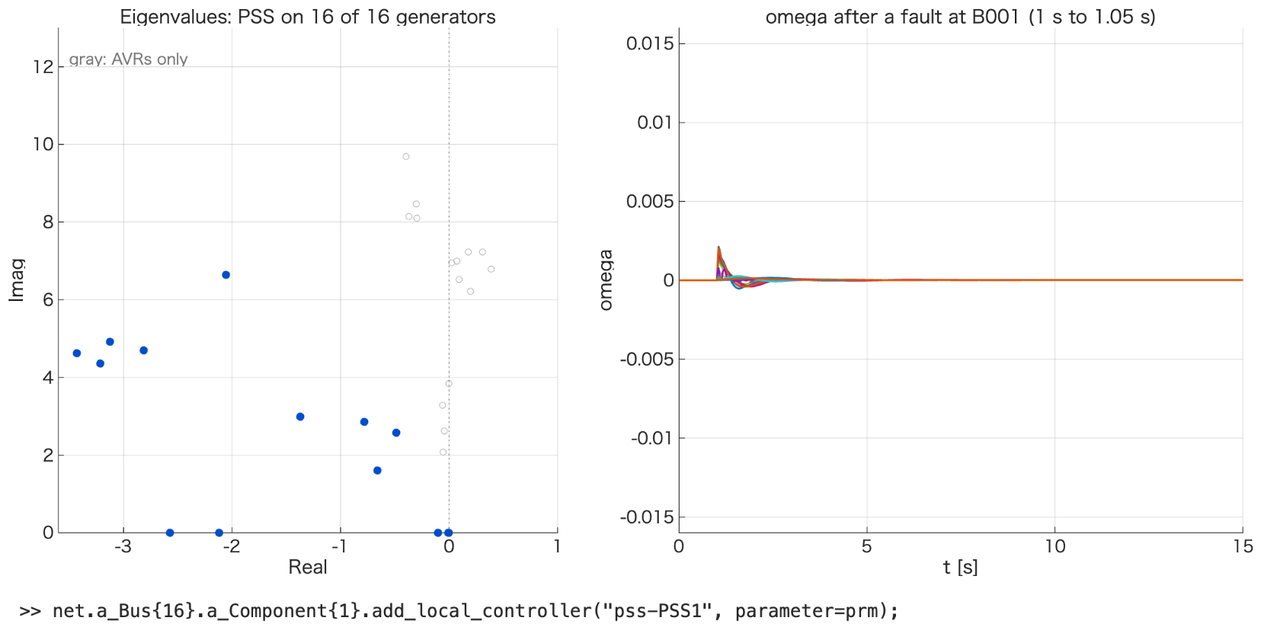 Eigenvalues: PSS on 16 of 16 generators
gray: AVRs only
12
10
8
6
4
2
0
Imag
-3
-2
-1
0
1
Real
omega after a fault at B001 (1 s to 1.05 s)
0.015
0.01
0.005
0
-0.005
-0.01
-0.015
omega
0
5
10
15
t [s]
>> net.a_Bus{16}.a_Component{1}.add_local_controller("pss-PSS1", parameter=prm);